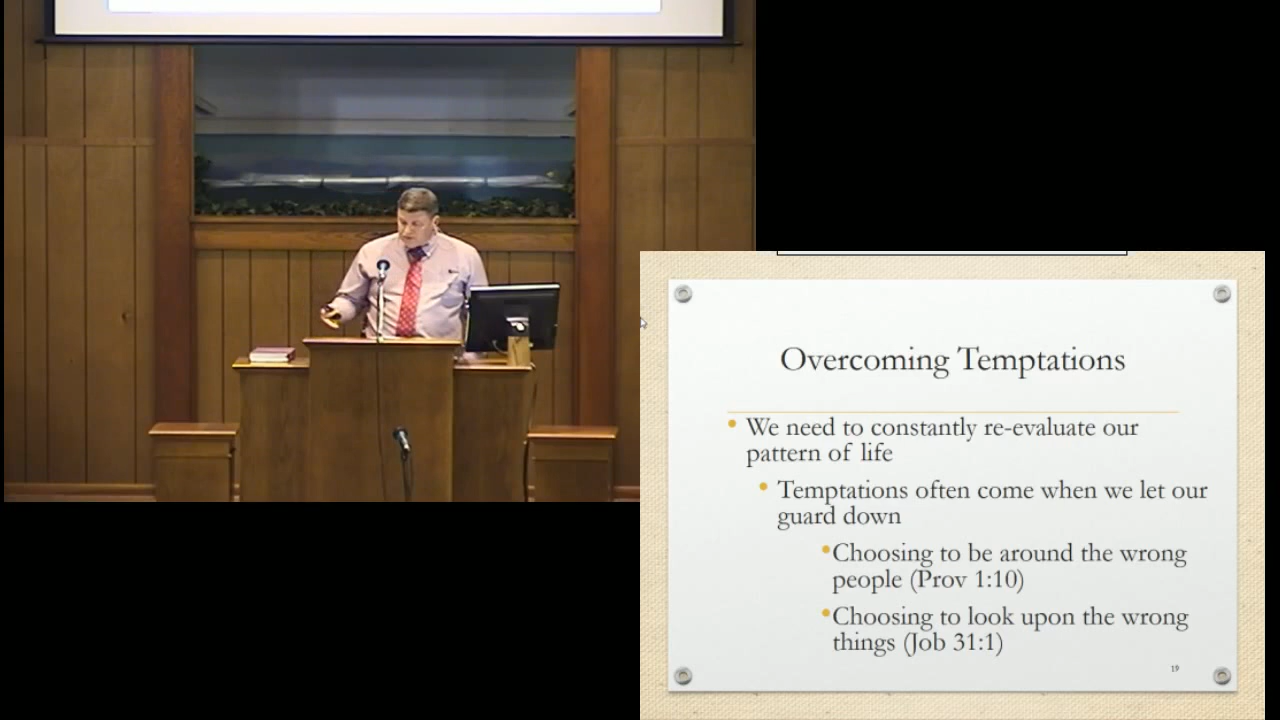 Overcoming Temptations
• We need to constantly re-evaluate our
pattern of life
• Temptations often come when we let our
guard down
•Choosing to be around the wrong
people (Prov 1:10)
•Choosing to look upon the wrong
things (Job 31:1)
19